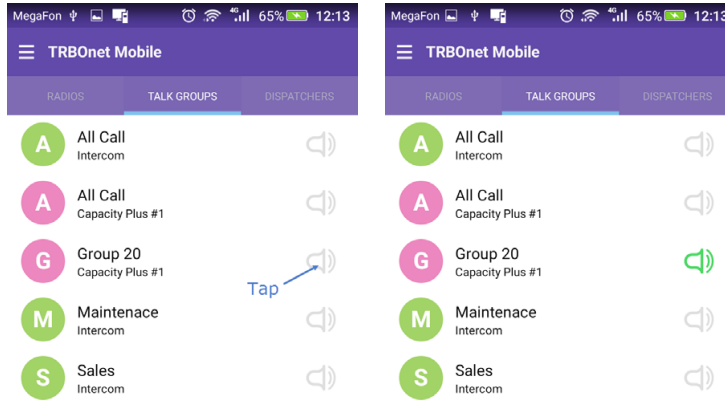 MegaFon 4G 65% 12:13
TRBOnet Mobile
RADIOS TALK GROUPS DISPATCHERS
A All Call
Intercom
A All Call
Capacity Plus #1
G Group 20
Capacity Plus #1
Tap
M Maintenace
Intercom
S Sales
Intercom
MegaFon 4G 65% 12:13
TRBOnet Mobile
RADIOS TALK GROUPS DISPATCHERS
A All Call
Intercom
A All Call
Capacity Plus #1
G Group 20
Capacity Plus #1
M Maintenace
Intercom
S Sales
Intercom